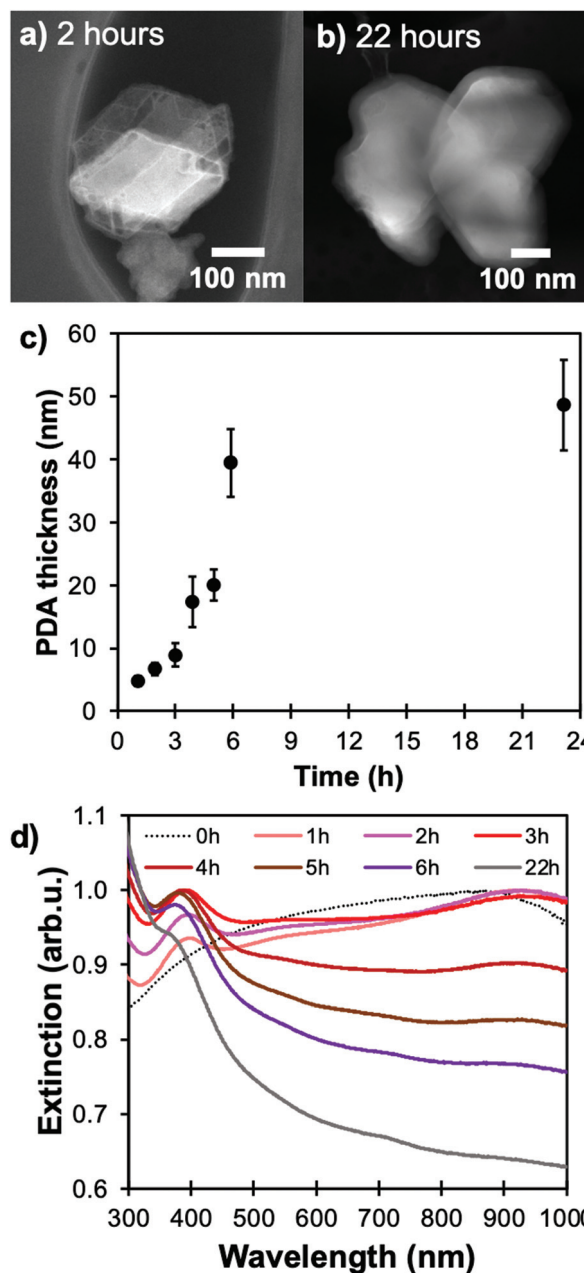 a) 2 hours
b) 22 hours
100 nm
100 nm
c)
60
50
40
30
20
10
0
PDA thickness (nm)
0 3 6 9 12 15 18 21 24
Time (h)
d)
1.1
1.0
0.9
0.8
0.7
0.6
Extinction (arb.u.)
0h 1h 2h 3h
4h 5h 6h 22h
300 400 500 600 700 800 900 1000
Wavelength (nm)